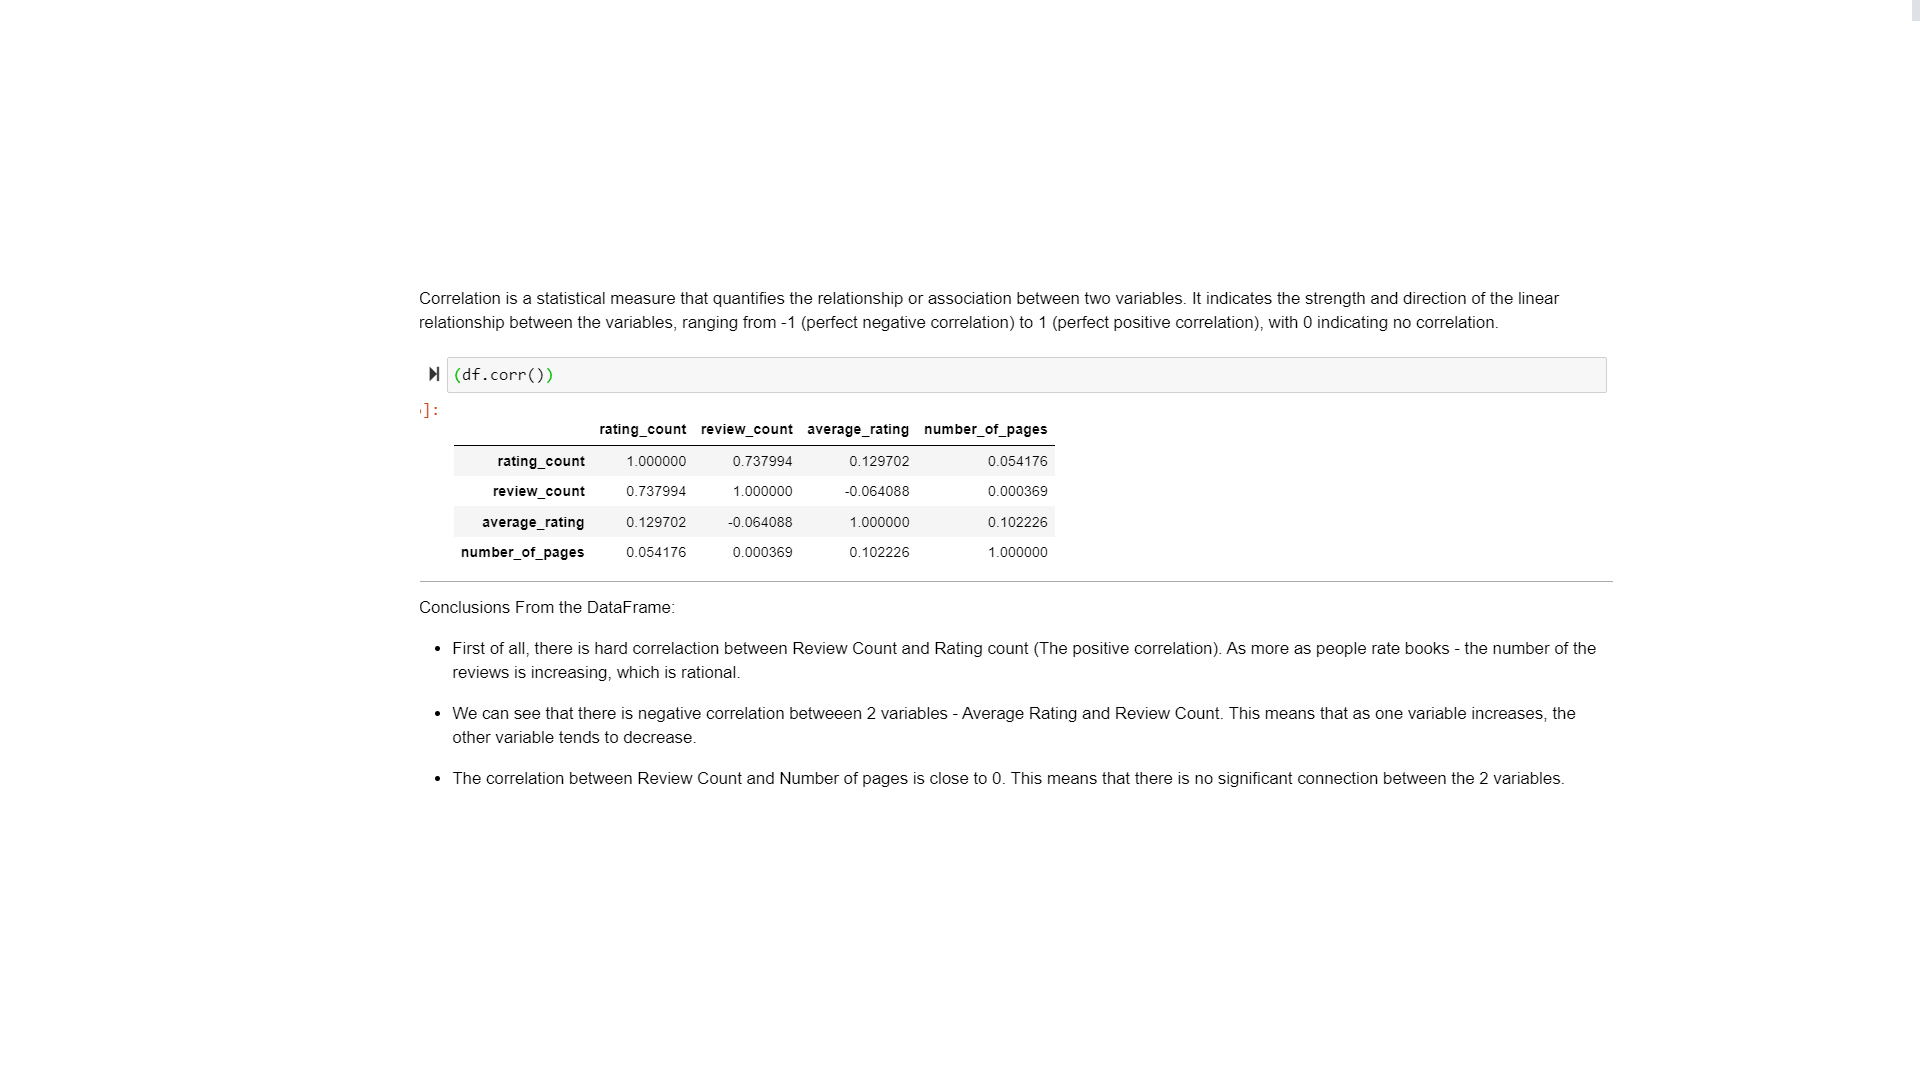 Correlation is a statistical measure that quantifies the relationship or association between two variables. It indicates the strength and direction of the linear
relationship between the variables, ranging from -1 (perfect negative correlation) to 1 (perfect positive correlation), with 0 indicating no correlation.
(df.corr())
]:
rating_count review_count average_rating number_of_pages
rating_count 1.000000 0.737994 0.129702 0.054176
review_count 0.737994 1.000000 -0.064088 0.000369
average_rating 0.129702 -0.064088 1.000000 0.102226
number_of_pages 0.054176 0.000369 0.102226 1.000000
Conclusions From the DataFrame:
• First of all, there is hard correlaction between Review Count and Rating count (The positive correlation). As more as people rate books - the number of the
reviews is increasing, which is rational.
• We can see that there is negative correlation betweeen 2 variables - Average Rating and Review Count. This means that as one variable increases, the
other variable tends to decrease.
• The correlation between Review Count and Number of pages is close to 0. This means that there is no significant connection between the 2 variables.